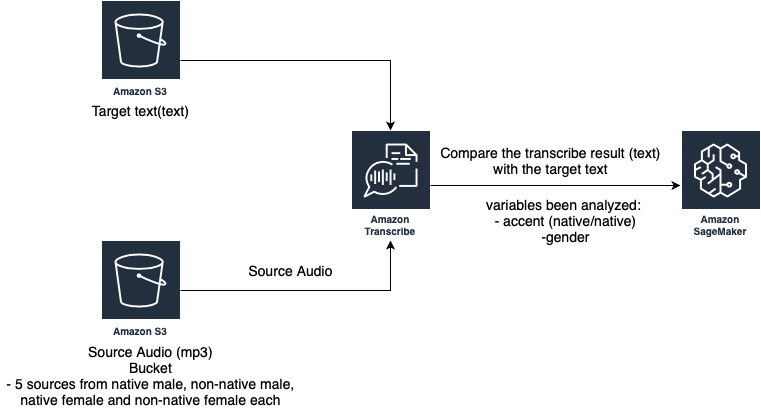 Amazon S3
Target text(text)
Amazon
Transcribe
Compare the transcribe result (text)
with the target text
variables been analyzed:
- accent (native/native)
-gender
Amazon
SageMaker
Source Audio
Amazon S3
Source Audio (mp3)
Bucket
- 5 sources from native male, non-native male,
native female and non-native female each